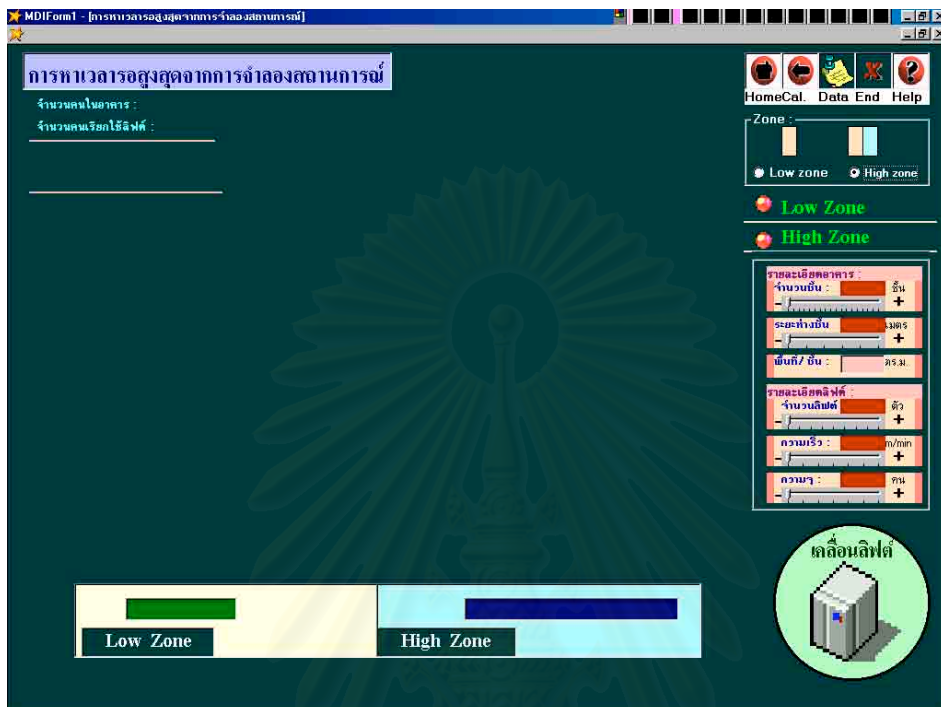 MDIForm1 - [การหาเวลารอสูงสุดจากการจำลองสถานการณ์]
การหาเวลารอสูงสุดจากการจำลองสถานการณ์
จำนวนคนในอาคาร :
จำนวนคนเรียกใช้ลิฟต์ :
Home Cal. Data End Help
Zone :
Low zone High zone
Low Zone
High Zone
รายละเอียดอาคาร :
จำนวนชั้น : ชั้น
- +
ระยะห่างชั้น เมตร
- +
พื้นที่/ ชั้น : ตร.ม.
รายละเอียดลิฟต์ :
จำนวนลิฟต์ ตัว
- +
ความเร็ว : m/min
- +
ความจุ : คน
- +
เคลื่อนลิฟต์
Low Zone High Zone